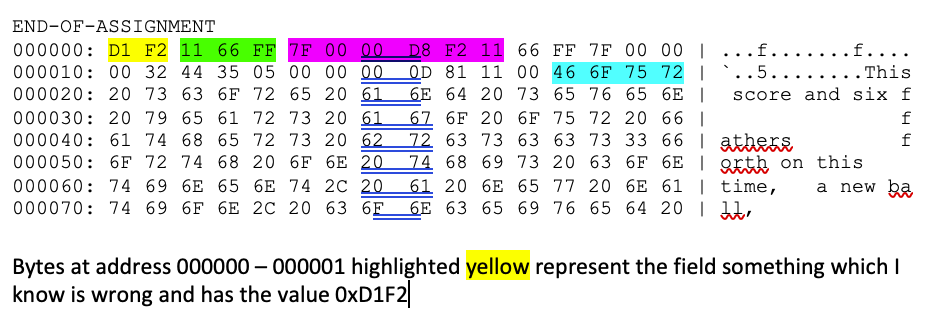 END-OF-ASSIGNMENT
000000: D1 F2 11 66 FF 7F 00 00 D8 F2 11 66 FF 7F 00 00 | ...f.......f....
000010: 00 32 44 35 05 00 00 00 0D 81 11 00 46 6F 75 72 | `..5........This
000020: 20 73 63 6F 72 65 20 61 6E 64 20 73 65 76 65 6E | score and six f
000030: 20 79 65 61 72 73 20 61 67 6F 20 6F 75 72 20 66 | f
000040: 61 74 68 65 72 73 20 62 72 63 73 63 63 73 33 66 | athers f
000050: 6F 72 74 68 20 6F 6E 20 74 68 69 73 20 63 6F 6E | orth on this
000060: 74 69 6E 65 6E 74 2C 20 61 20 6E 65 77 20 6E 61 | time, a new ba
000070: 74 69 6F 6E 2C 20 63 6F 6E 63 65 69 76 65 64 20 | ll,
Bytes at address 000000 – 000001 highlighted yellow represent the field something which I
know is wrong and has the value 0xD1F2